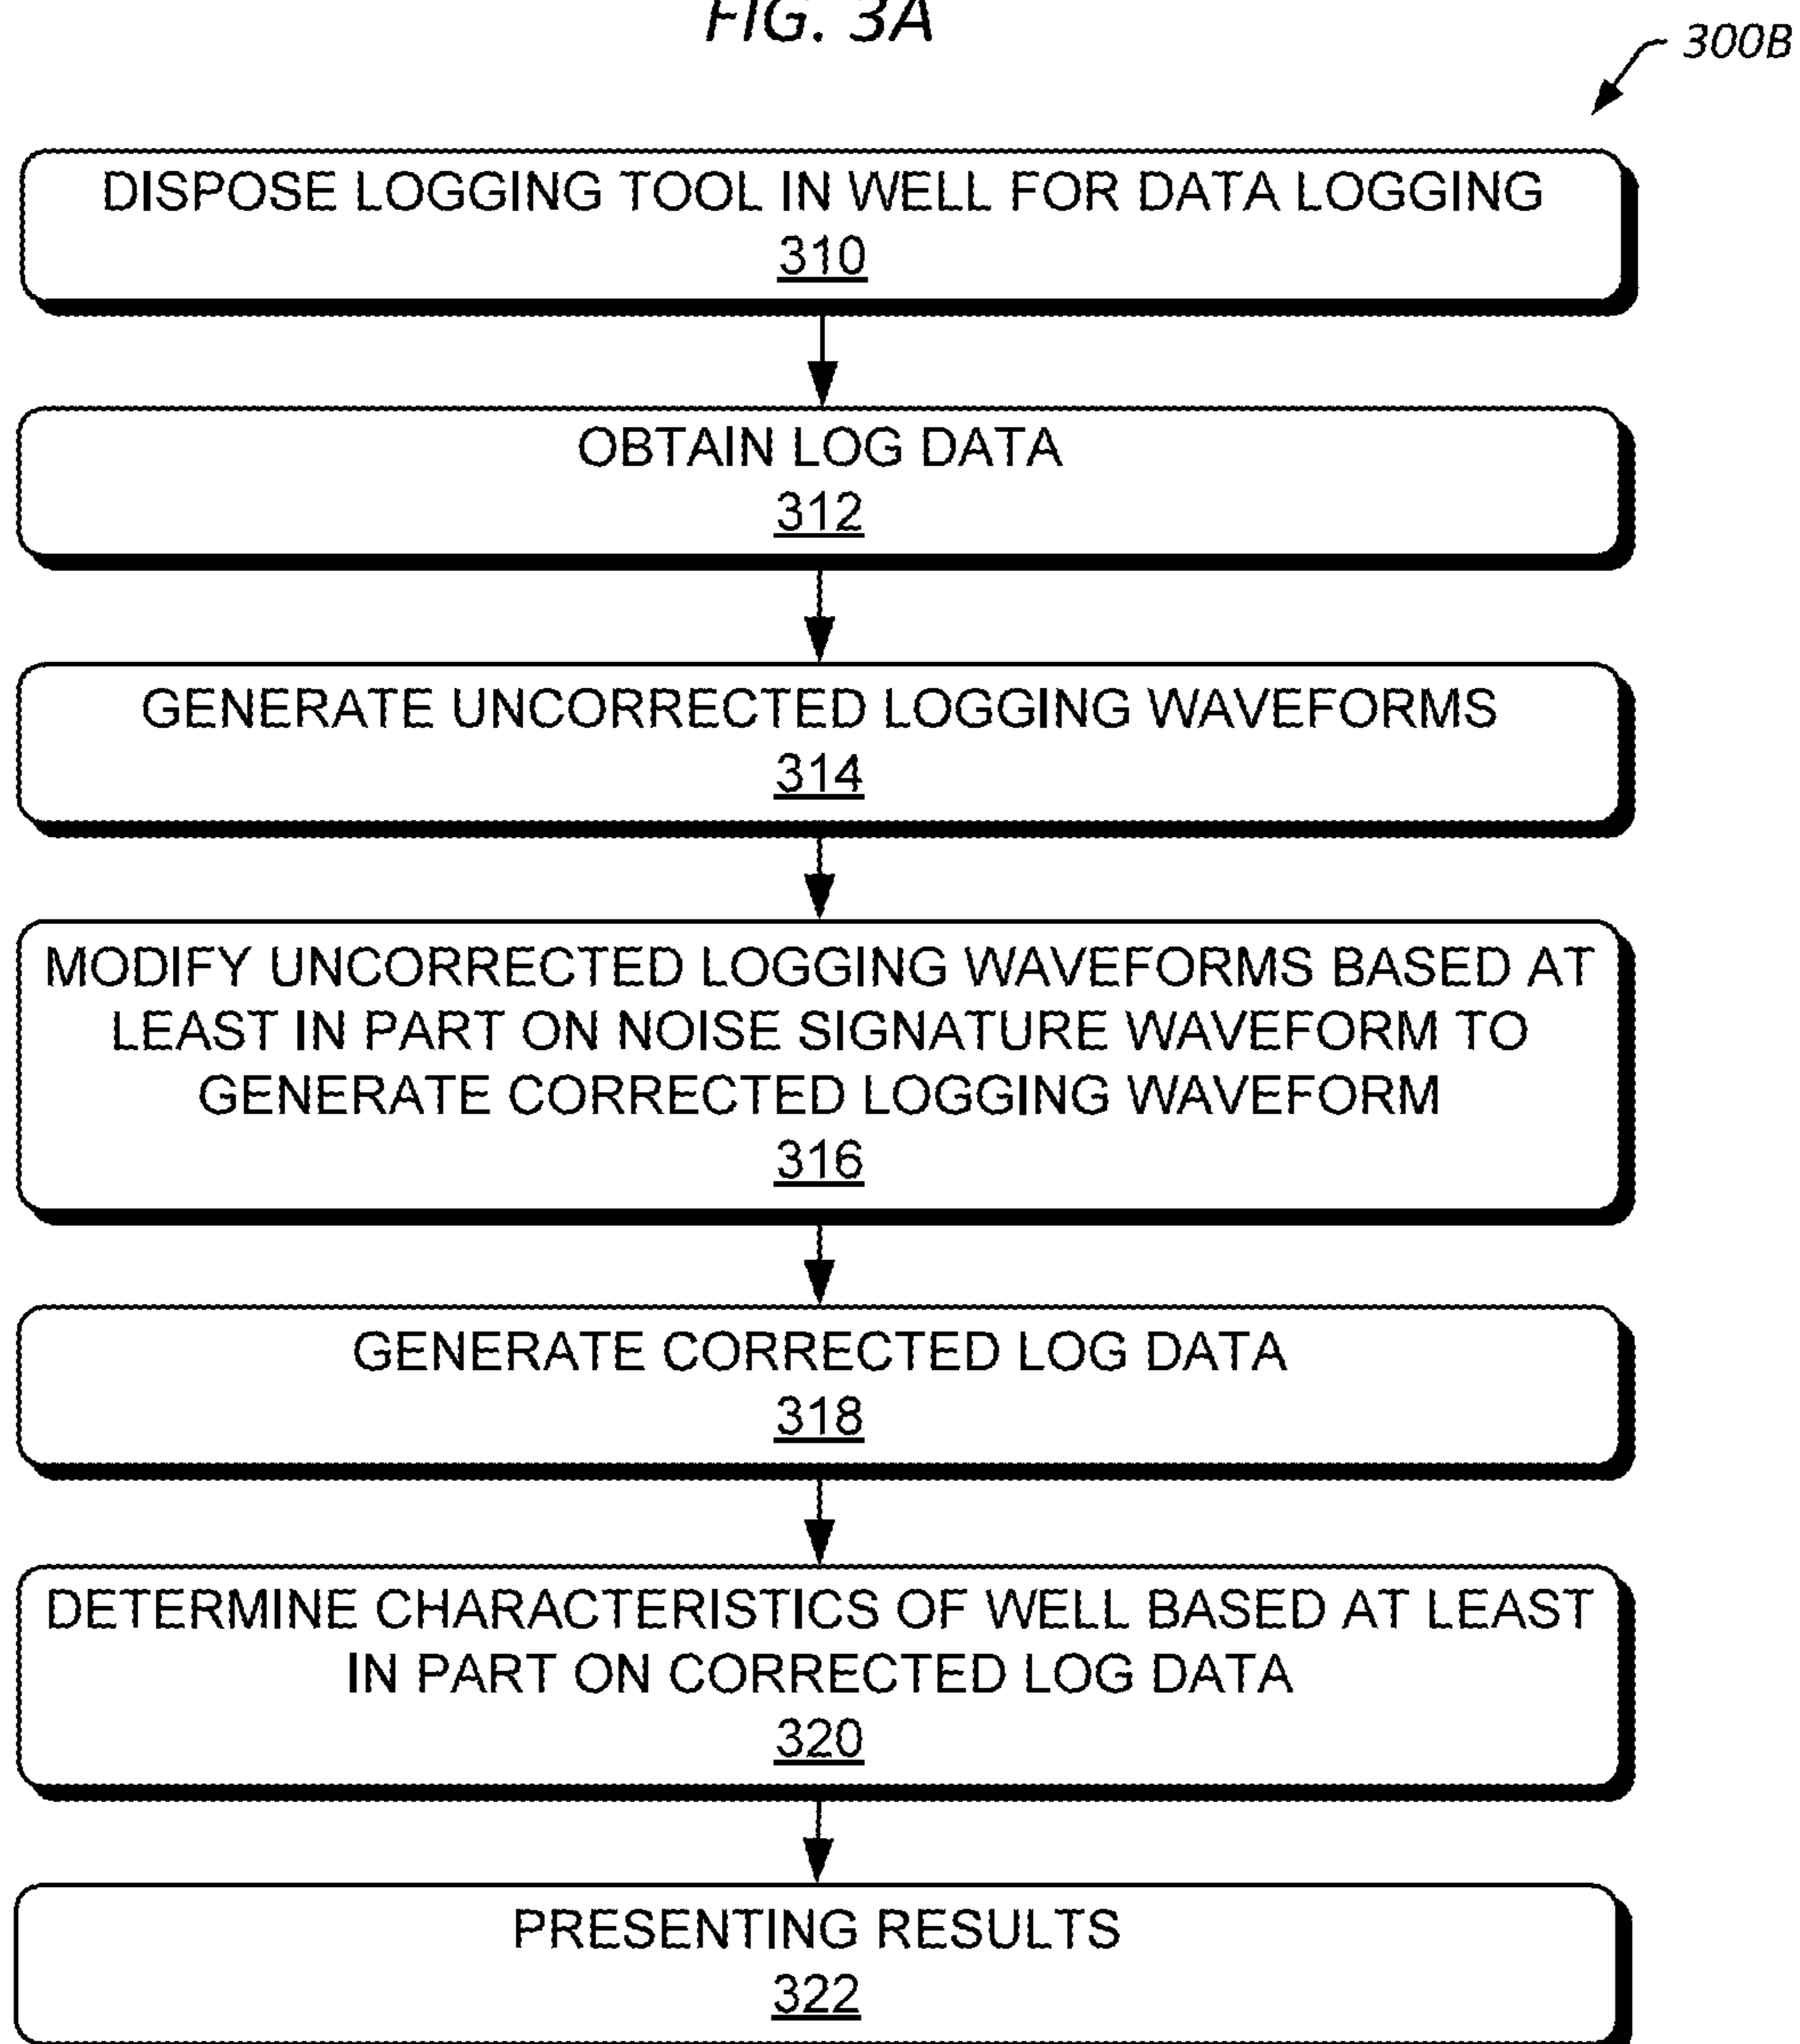 FIG. 3A
300B
DISPOSE LOGGING TOOL IN WELL FOR DATA LOGGING
310
OBTAIN LOG DATA
312
GENERATE UNCORRECTED LOGGING WAVEFORMS
314
MODIFY UNCORRECTED LOGGING WAVEFORMS BASED AT
LEAST IN PART ON NOISE SIGNATURE WAVEFORM TO
GENERATE CORRECTED LOGGING WAVEFORM
316
GENERATE CORRECTED LOG DATA
318
DETERMINE CHARACTERISTICS OF WELL BASED AT LEAST
IN PART ON CORRECTED LOG DATA
320
PRESENTING RESULTS
322